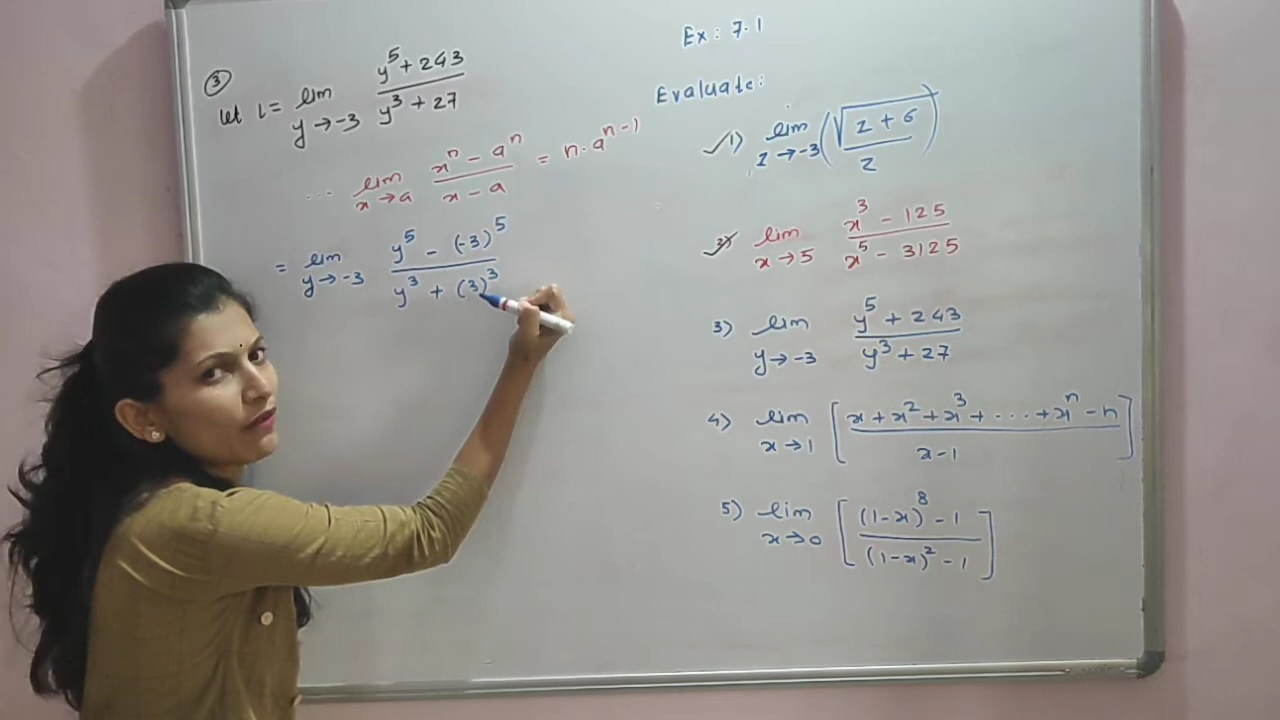 ③
Let l = lim y→-3 (y^5 + 243)/(y^3 + 27)
... lim x→a (x^n - a^n)/(x - a) = n·a^(n-1)
= lim y→-3 (y^5 - (-3)^5)/(y^3 + (3)^3
Ex: 7.1
Evaluate:
✓1) lim z→-3 (√(z + 6)/z)
✓2) lim x→5 (x^3 - 125)/(x^5 - 3125)
3) lim y→-3 (y^5 + 243)/(y^3 + 27)
4) lim x→1 [(x + x^2 + x^3 + ... + x^n - n)/(x-1)]
5) lim x→0 [((1-x)^8 - 1)/((1-x)^2 - 1)]